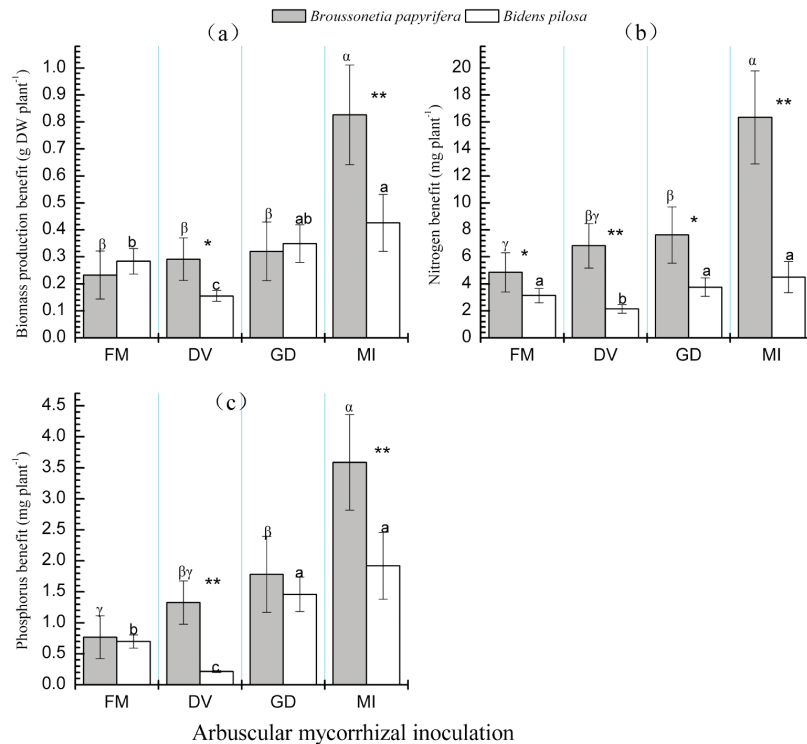 Broussonetia papyrifera Bidens pilosa
(a)
Biomass production benefit (g DW plant⁻¹)
1.0
0.9
0.8
0.7
0.6
0.5
0.4
0.3
0.2
0.1
0.0
β b
β * c
β ab
α ** a
FM DV GD MI
(b)
Nitrogen benefit (mg plant⁻¹)
20
18
16
14
12
10
8
6
4
2
0
γ * a
βγ ** b
β * a
α ** a
FM DV GD MI
(c)
Phosphorus benefit (mg plant⁻¹)
4.5
4.0
3.5
3.0
2.5
2.0
1.5
1.0
0.5
0.0
γ b
βγ ** c
β a
α ** a
FM DV GD MI
Arbuscular mycorrhizal inoculation